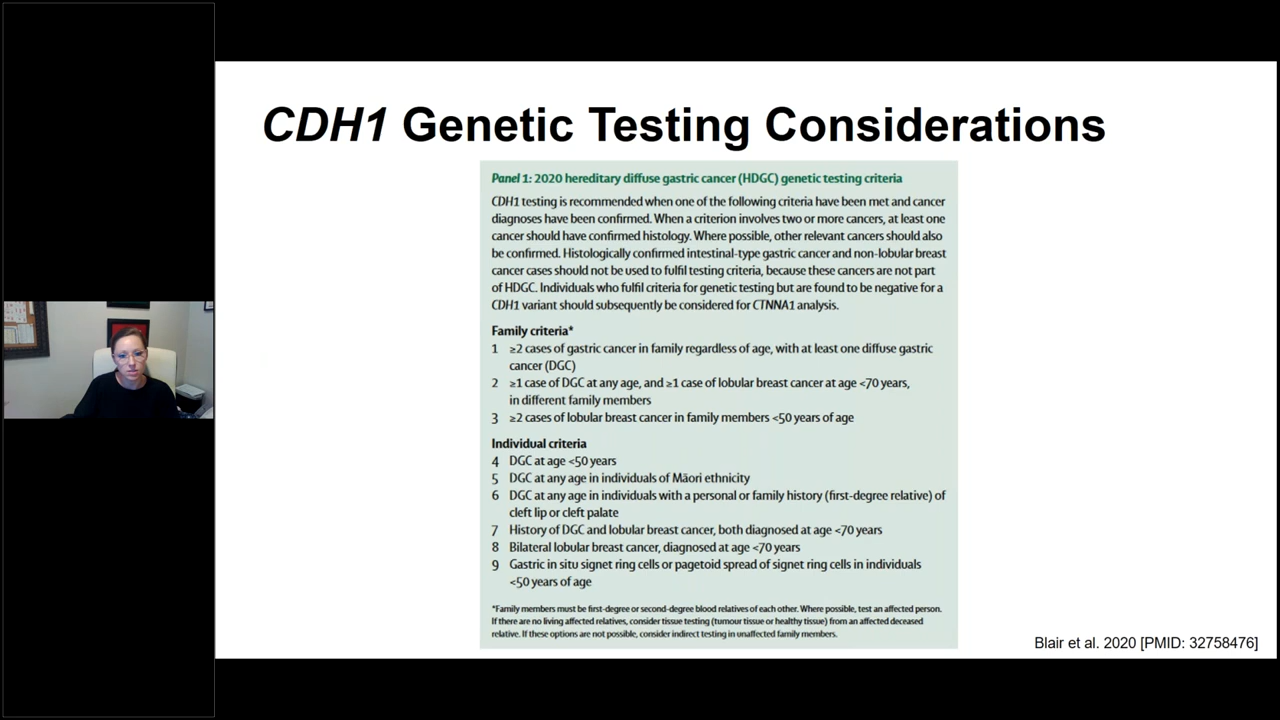 CDH1 Genetic Testing Considerations
Panel 1: 2020 hereditary diffuse gastric cancer (HDGC) genetic testing criteria
CDH1 testing is recommended when one of the following criteria have been met and cancer
diagnoses have been confirmed. When a criterion involves two or more cancers, at least one
cancer should have confirmed histology. Where possible, other relevant cancers should also
be confirmed. Histologically confirmed intestinal-type gastric cancer and non-lobular breast
cancer cases should not be used to fulfil testing criteria, because these cancers are not part
of HDGC. Individuals who fulfil criteria for genetic testing but are found to be negative for a
CDH1 variant should subsequently be considered for CTNNA1 analysis.
Family criteria*
1 ≥2 cases of gastric cancer in family regardless of age, with at least one diffuse gastric
cancer (DGC)
2 ≥1 case of DGC at any age, and ≥1 case of lobular breast cancer at age <70 years,
in different family members
3 ≥2 cases of lobular breast cancer in family members <50 years of age
Individual criteria
4 DGC at age <50 years
5 DGC at any age in individuals of Māori ethnicity
6 DGC at any age in individuals with a personal or family history (first-degree relative) of
cleft lip or cleft palate
7 History of DGC and lobular breast cancer, both diagnosed at age <70 years
8 Bilateral lobular breast cancer, diagnosed at age <70 years
9 Gastric in situ signet ring cells or pagetoid spread of signet ring cells in individuals
<50 years of age
*Family members must be first-degree or second-degree blood relatives of each other. Where possible, test an affected person.
If there are no living affected relatives, consider tissue testing (tumour tissue or healthy tissue) from an affected deceased
relative. If these options are not possible, consider indirect testing in unaffected family members.
Blair et al. 2020 [PMID: 32758476]